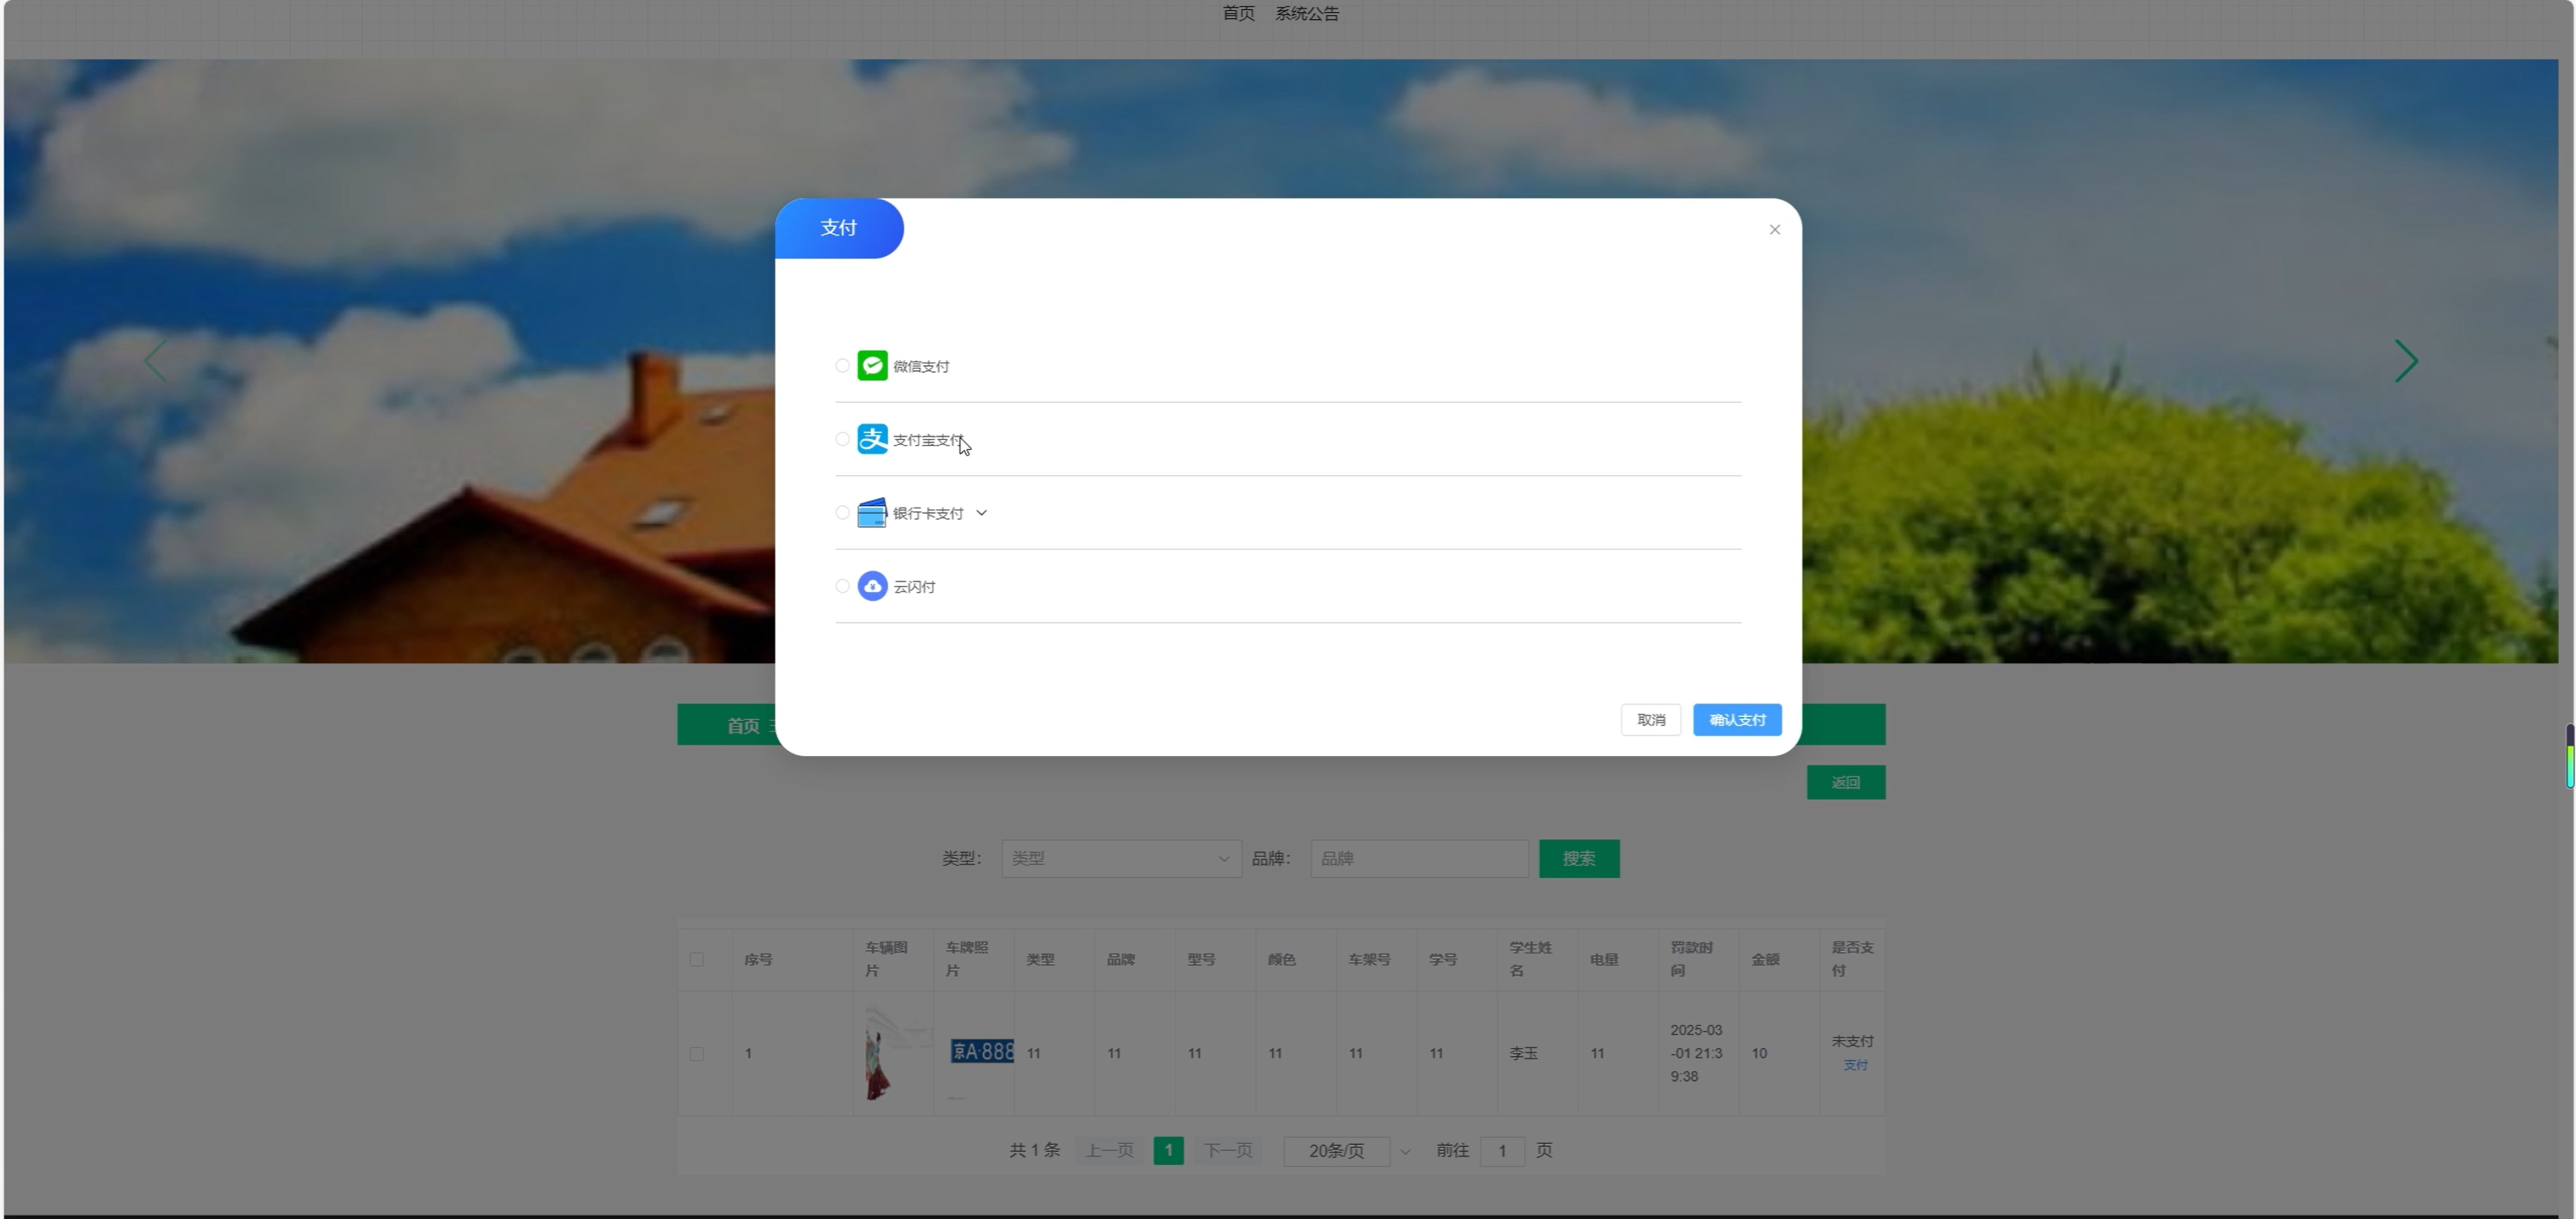 首页 系统公告
支付
微信支付
支付宝支付
银行卡支付
云闪付
取消 确认支付
首页
返回
类型： 类型 品牌： 品牌 搜索
序号 车辆图片 车牌照片 类型 品牌 型号 颜色 车架号 学号 学生姓名 电量 罚款时间 金额 是否支付
1 京A·888 11 11 11 11 11 11 李玉 11 2025-03-01 21:39:38 10 未支付 支付
共 1 条 上一页 1 下一页 20条/页 前往 1 页